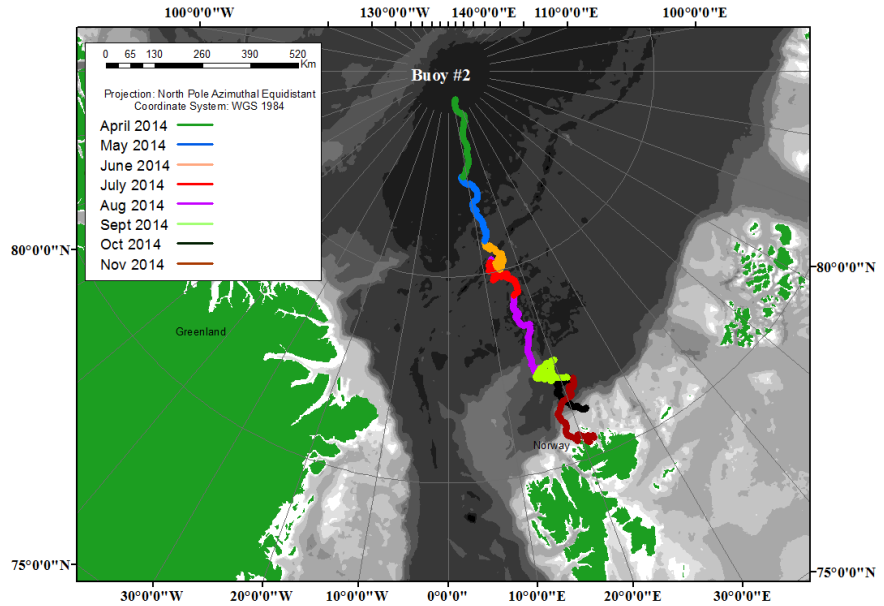 100°0'0"W 130°0'0"W 140°0'0"E 110°0'0"E 100°0'0"E
0 65 130 260 390 520
Km
Buoy #2
Projection: North Pole Azimuthal Equidistant
Coordinate System: WGS 1984
April 2014
May 2014
June 2014
July 2014
Aug 2014
Sept 2014
Oct 2014
Nov 2014
80°0'0"N 80°0'0"N
Greenland
Norway
75°0'0"N 75°0'0"N
30°0'0"W 20°0'0"W 10°0'0"W 0°0'0" 10°0'0"E 20°0'0"E 30°0'0"E